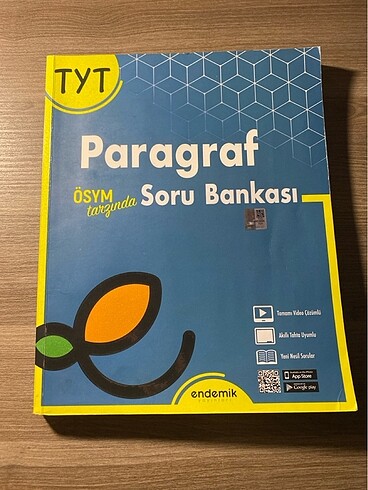 TYT
Paragraf
ÖSYM tarzında Soru Bankası
Tamamı Video Çözümlü
Akıllı Tahta Uyumlu
Yeni Nesil Sorular
App Store
Google play
endemik
yayınları